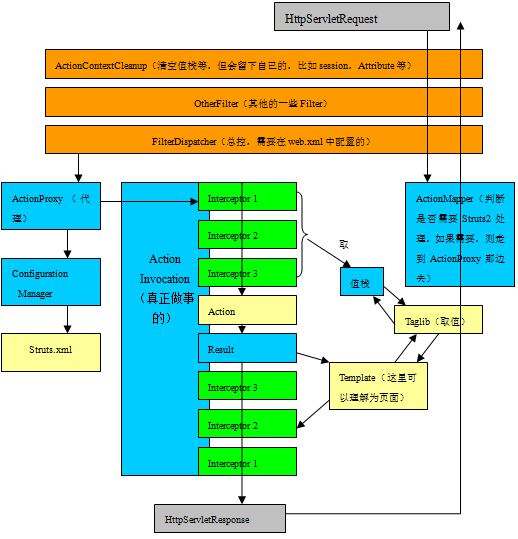 HttpServletRequest
ActionContextCleanup（清空值栈等，但会留下自已的，比如 session，Attribute 等）
OtherFilter（其他的一些 Filter）
FilterDispatcher（总控，需要在 web.xml 中配置的）
ActionProxy （代
理）
Configuration
Manager
Struts.xml
Action
Invocation
（真正做事
的）
Interceptor 1
Interceptor 2
Interceptor 3
Action
Result
Interceptor 3
Interceptor 2
Interceptor 1
取
值栈
ActionMapper（判断
是否需要 Struts2 处
理，如果需要，则走
到 ActionProxy 那边
去）
Taglib（取值）
Template（这里可
以理解为页面）
HttpServletResponse